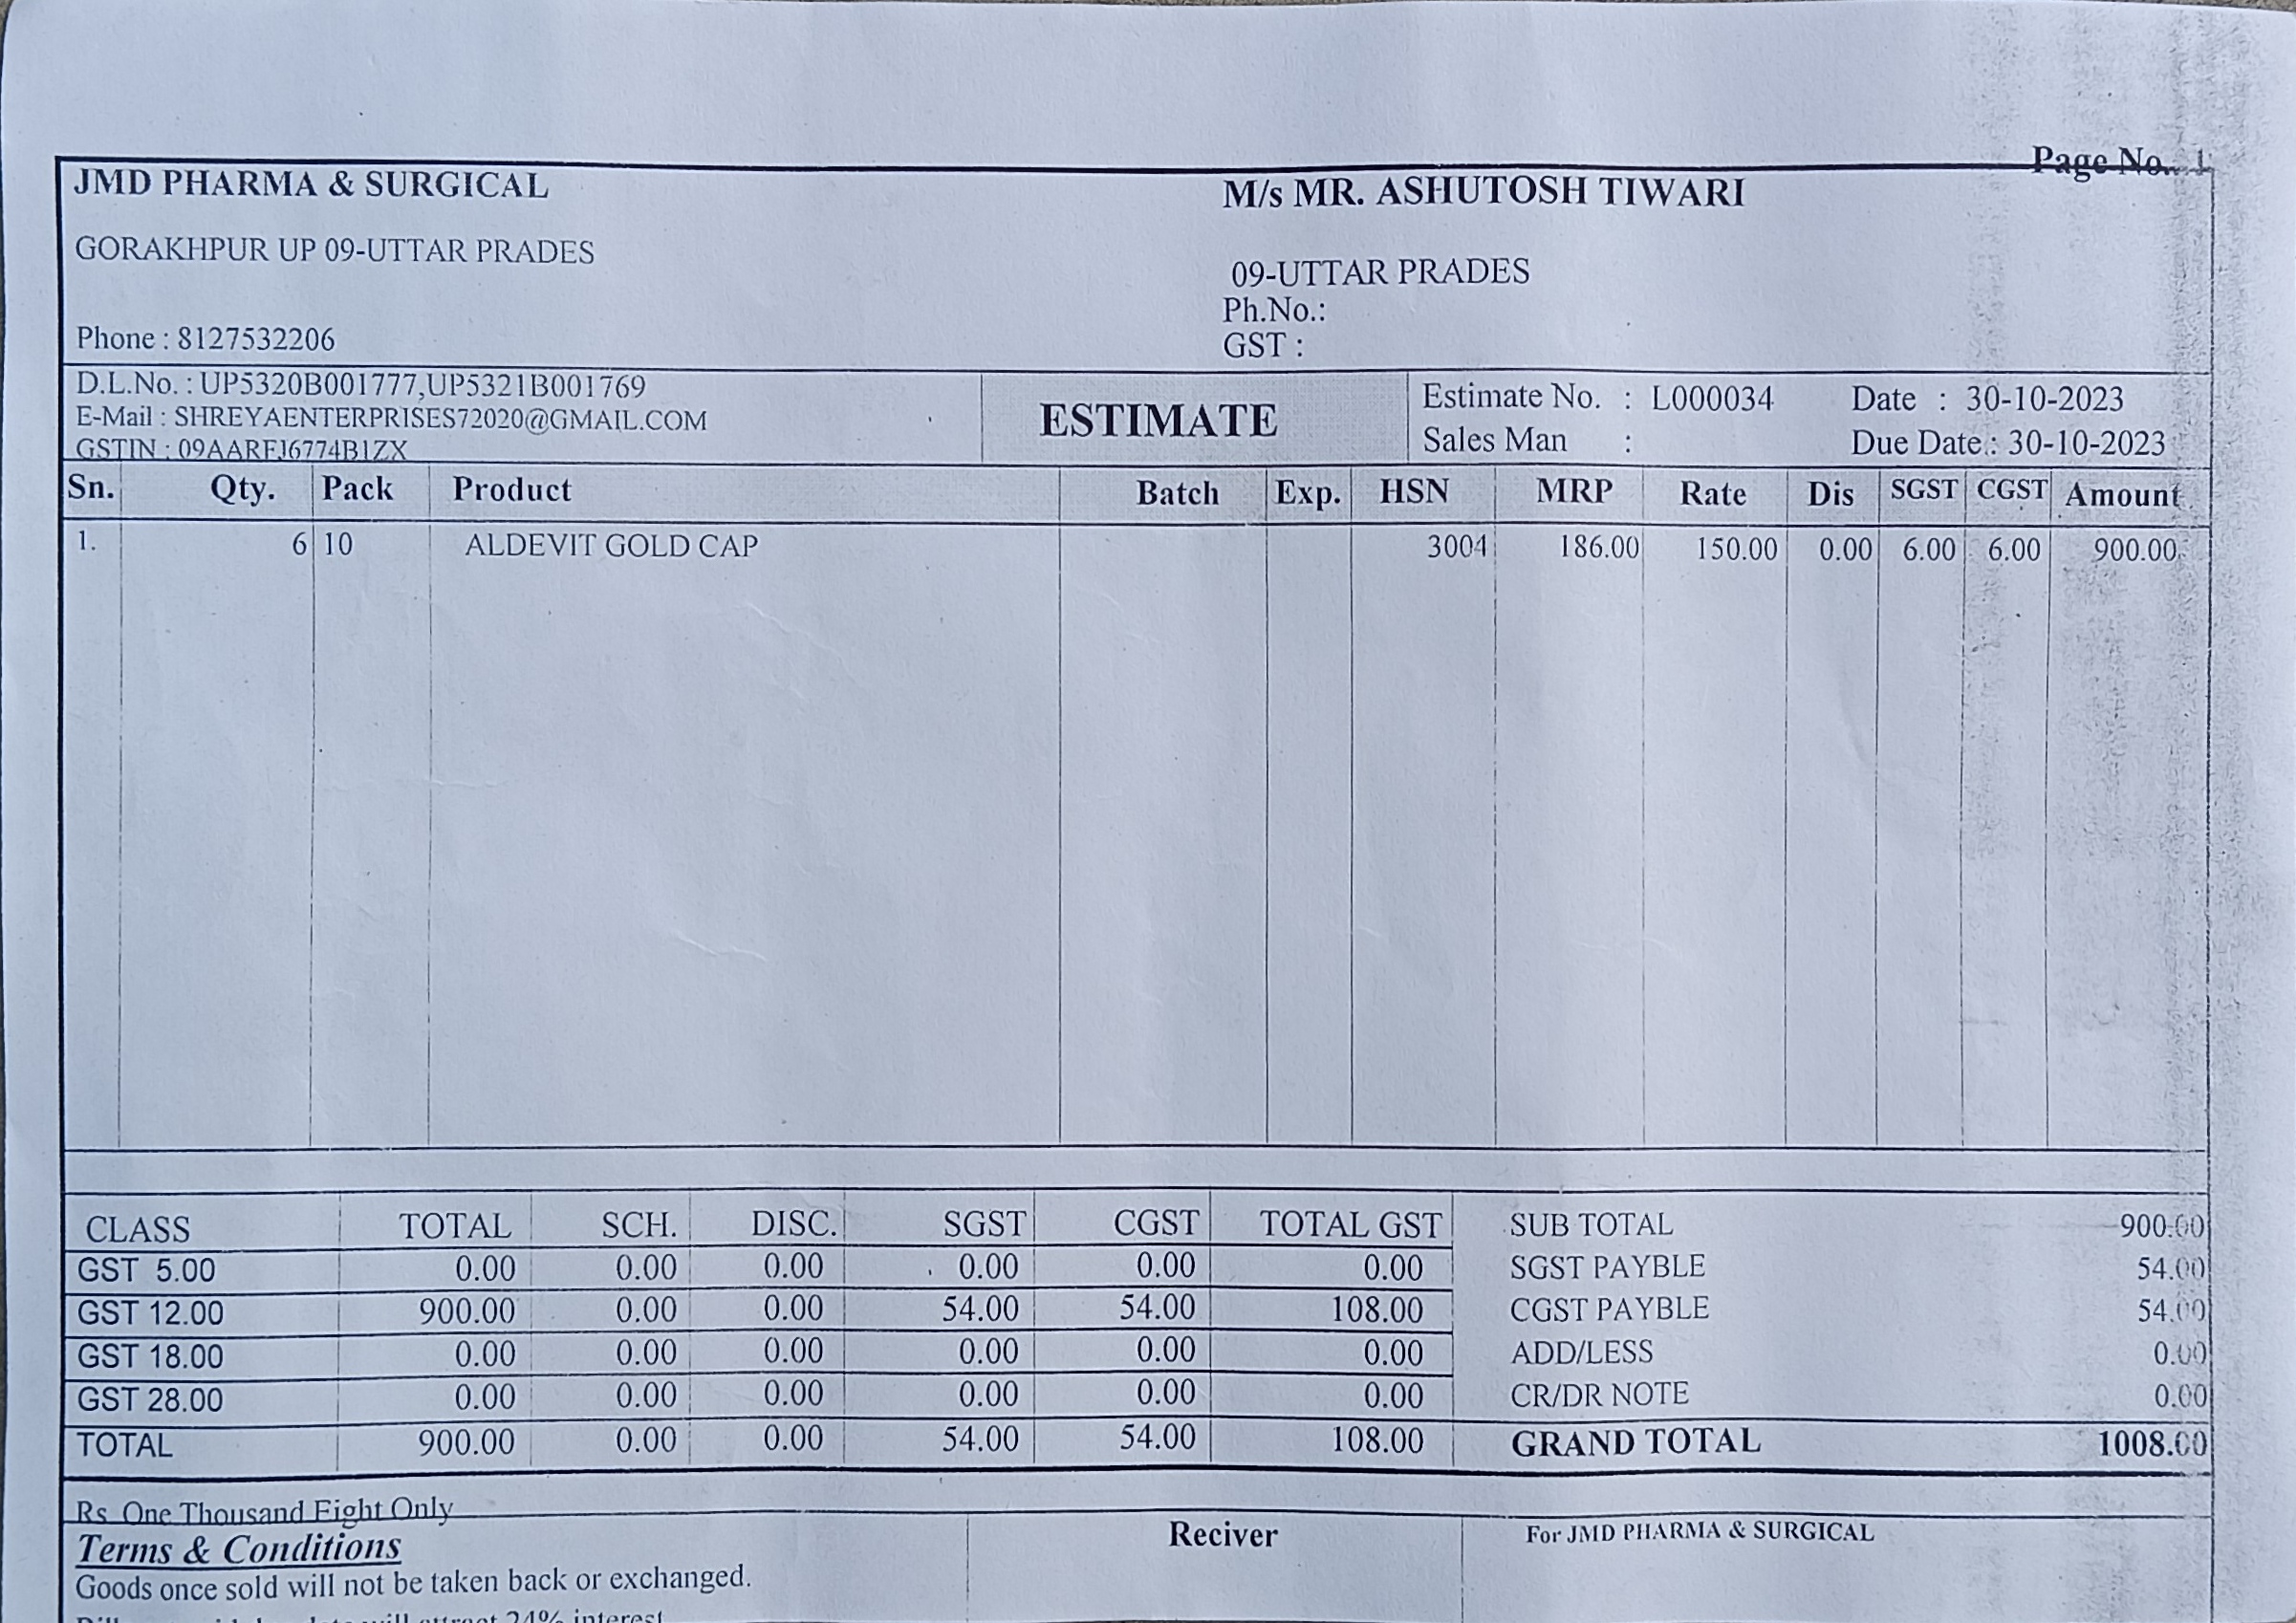 Page No.. 1
JMD PHARMA & SURGICAL
GORAKHPUR UP 09-UTTAR PRADES
Phone : 8127532206
M/s MR. ASHUTOSH TIWARI
09-UTTAR PRADES
Ph.No.:
GST :
D.L.No. : UP5320B001777,UP5321B001769
E-Mail : SHREYAENTERPRISES72020@GMAIL.COM
GSTIN : 09AARFJ6774B1ZX
ESTIMATE
Estimate No. : L000034 Date : 30-10-2023
Sales Man : Due Date.: 30-10-2023
Sn. Qty. Pack Product Batch Exp. HSN MRP Rate Dis SGST CGST Amount
1. 6 10 ALDEVIT GOLD CAP 3004 186.00 150.00 0.00 6.00 6.00 900.00
CLASS TOTAL SCH. DISC. SGST CGST TOTAL GST
GST 5.00 0.00 0.00 0.00 0.00 0.00 0.00
GST 12.00 900.00 0.00 0.00 54.00 54.00 108.00
GST 18.00 0.00 0.00 0.00 0.00 0.00 0.00
GST 28.00 0.00 0.00 0.00 0.00 0.00 0.00
TOTAL 900.00 0.00 0.00 54.00 54.00 108.00
SUB TOTAL 900.00
SGST PAYBLE 54.00
CGST PAYBLE 54.00
ADD/LESS 0.00
CR/DR NOTE 0.00
GRAND TOTAL 1008.00
Rs. One Thousand Eight Only
Terms & Conditions
Goods once sold will not be taken back or exchanged.
will attract 24% interest
Reciver
For JMD PHARMA & SURGICAL